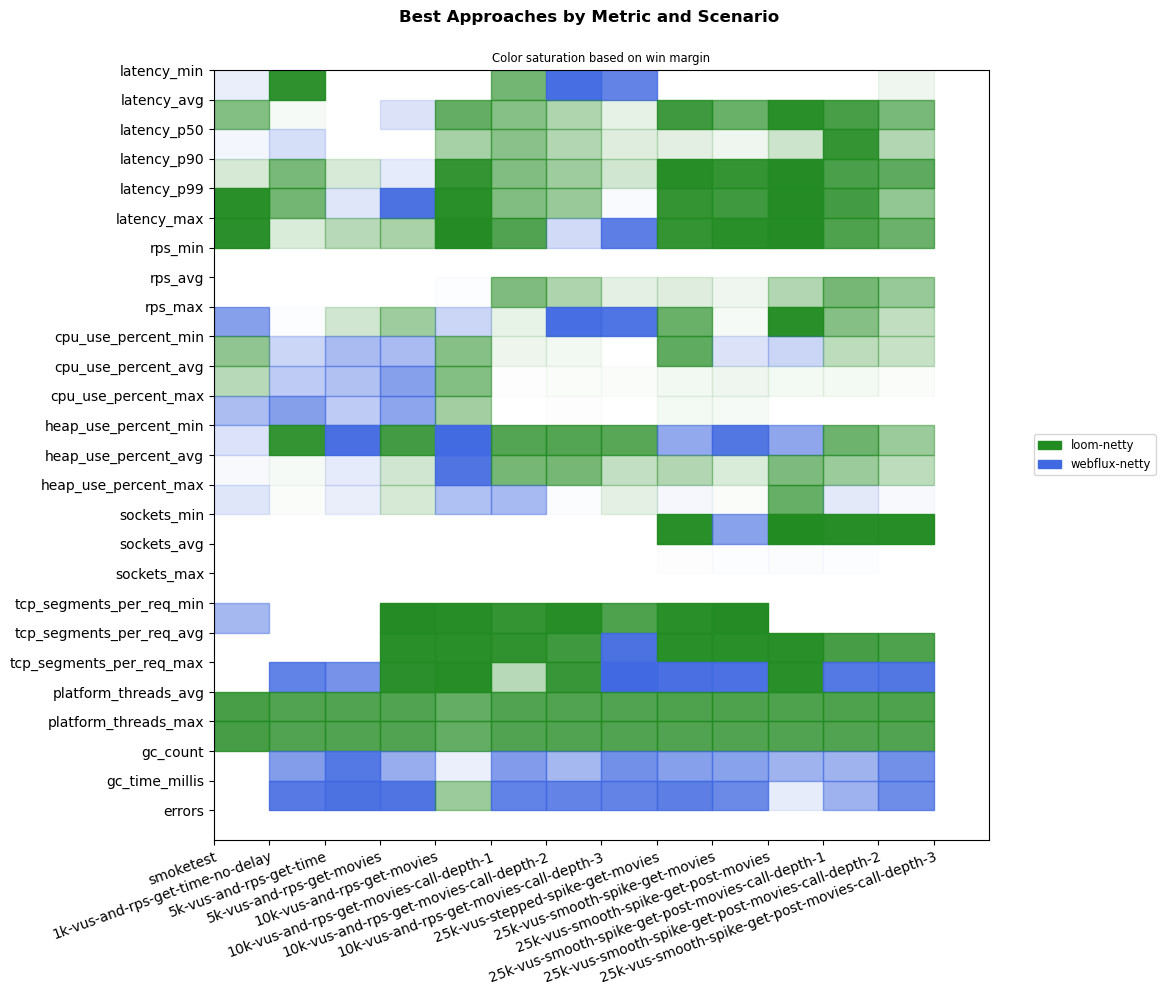 Best Approaches by Metric and Scenario
Color saturation based on win margin
latency_min
latency_avg
latency_p50
latency_p90
latency_p99
latency_max
rps_min
rps_avg
rps_max
cpu_use_percent_min
cpu_use_percent_avg
cpu_use_percent_max
heap_use_percent_min
heap_use_percent_avg
heap_use_percent_max
sockets_min
sockets_avg
sockets_max
tcp_segments_per_req_min
tcp_segments_per_req_avg
tcp_segments_per_req_max
platform_threads_avg
platform_threads_max
gc_count
gc_time_millis
errors
loom-netty
webflux-netty
smoketest
1k-vus-and-rps-get-time-no-delay
5k-vus-and-rps-get-time
5k-vus-and-rps-get-movies
10k-vus-and-rps-get-movies
10k-vus-and-rps-get-movies-call-depth-1
10k-vus-and-rps-get-movies-call-depth-2
10k-vus-and-rps-get-movies-call-depth-3
25k-vus-stepped-spike-get-movies
25k-vus-smooth-spike-get-movies
25k-vus-smooth-spike-get-post-movies
25k-vus-smooth-spike-get-post-movies-call-depth-1
25k-vus-smooth-spike-get-post-movies-call-depth-2
25k-vus-smooth-spike-get-post-movies-call-depth-3